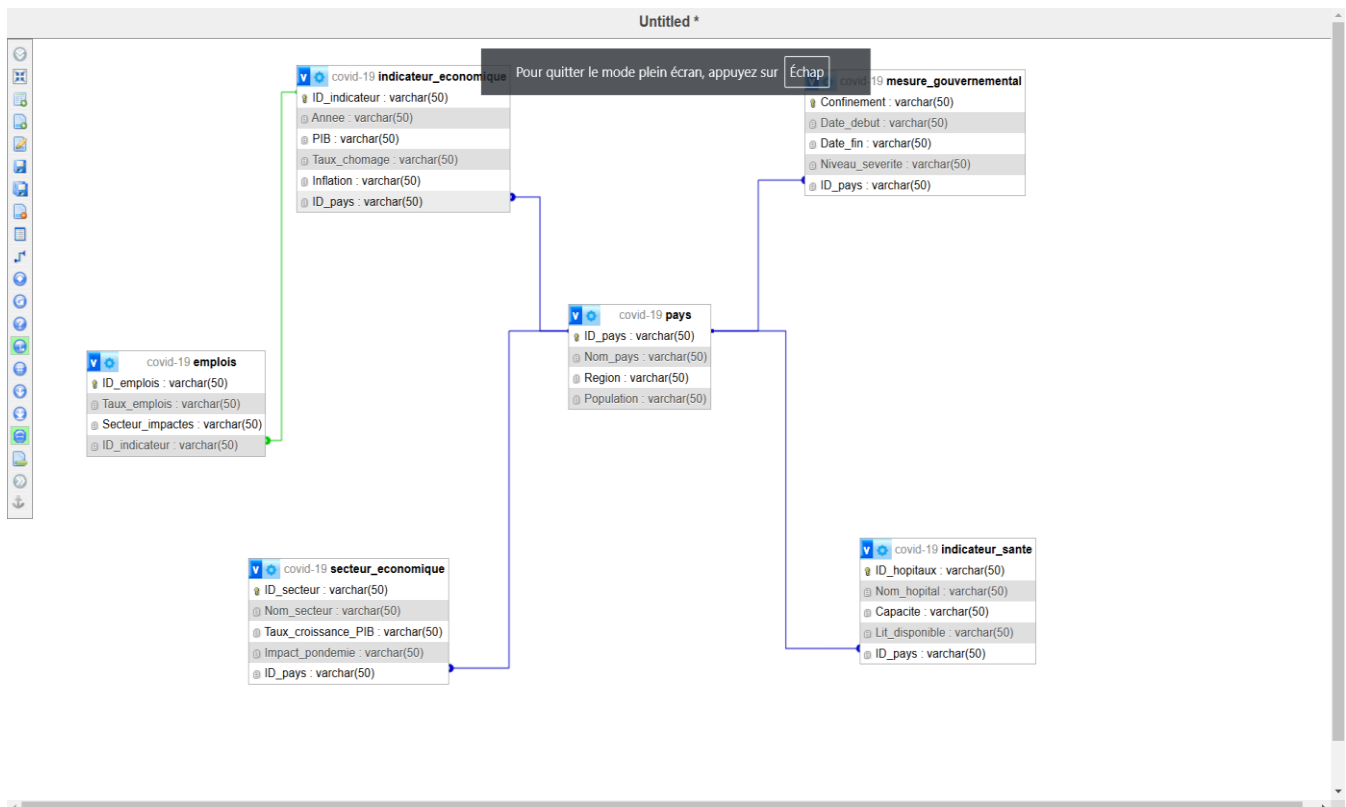 Untitled *
Pour quitter le mode plein écran, appuyez sur Échap
covid-19 indicateur_economique
ID_indicateur : varchar(50)
Annee : varchar(50)
PIB : varchar(50)
Taux_chomage : varchar(50)
Inflation : varchar(50)
ID_pays : varchar(50)
covid-19 mesure_gouvernemental
Confinement : varchar(50)
Date_debut : varchar(50)
Date_fin : varchar(50)
Niveau_severite : varchar(50)
ID_pays : varchar(50)
covid-19 pays
ID_pays : varchar(50)
Nom_pays : varchar(50)
Region : varchar(50)
Population : varchar(50)
covid-19 emplois
ID_emplois : varchar(50)
Taux_emplois : varchar(50)
Secteur_impactes : varchar(50)
ID_indicateur : varchar(50)
covid-19 secteur_economique
ID_secteur : varchar(50)
Nom_secteur : varchar(50)
Taux_croissance_PIB : varchar(50)
Impact_pondemie : varchar(50)
ID_pays : varchar(50)
covid-19 indicateur_sante
ID_hopitaux : varchar(50)
Nom_hopital : varchar(50)
Capacite : varchar(50)
Lit_disponible : varchar(50)
ID_pays : varchar(50)